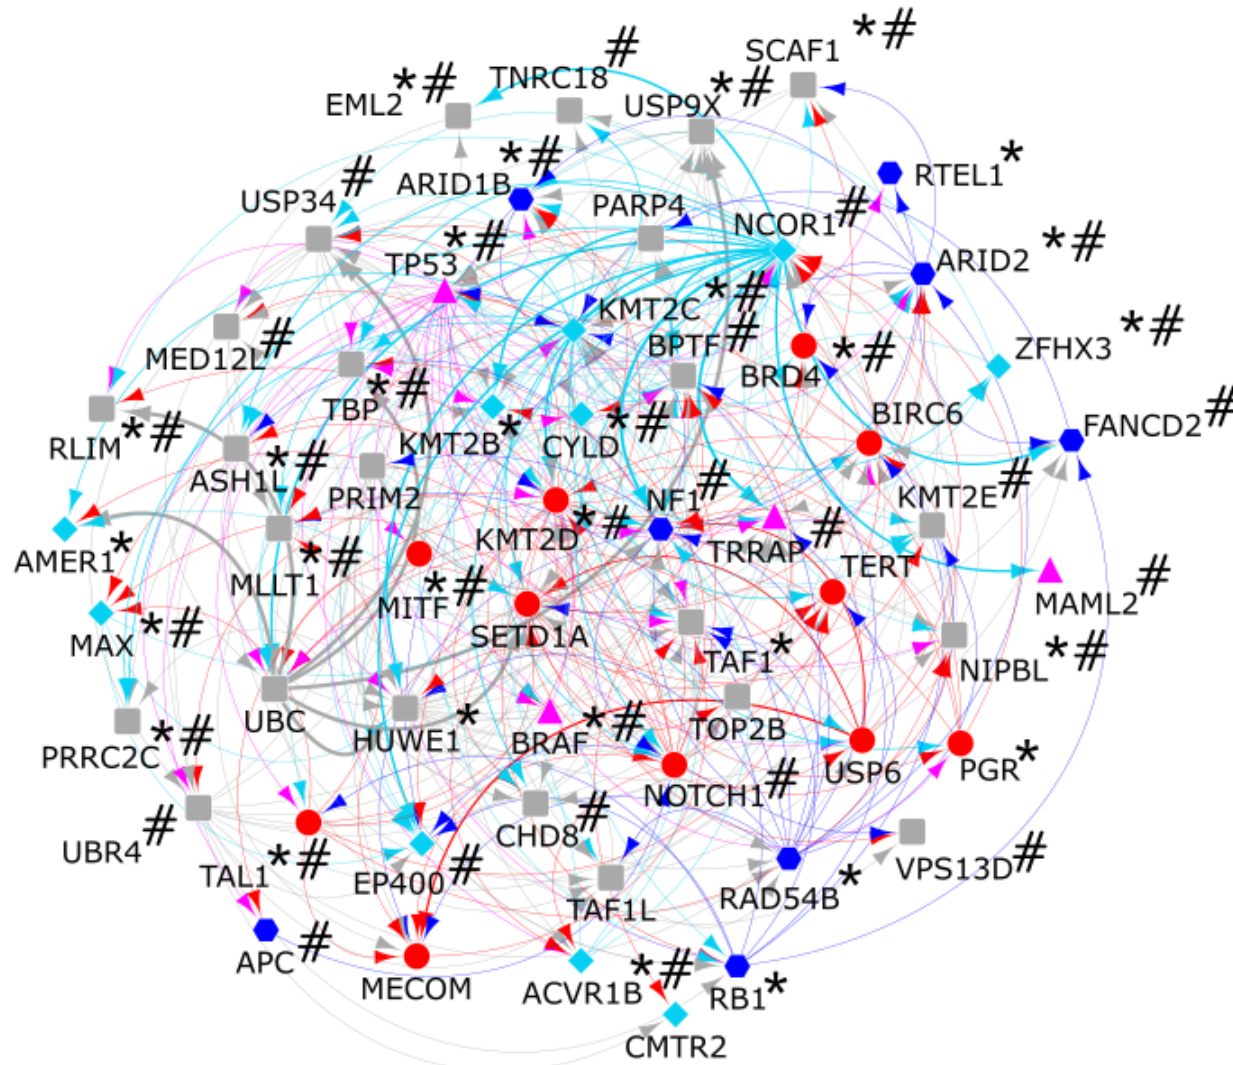 SCAF1 *#
TNRC18 #
EML2 *#
USP9X *#
ARID1B *#
RTEL1 *
USP34 #
PARP4
NCOR1 #
TP53 *#
ARID2 *#
KMT2C *#
ZFHX3 *#
BPTF #
MED12L #
BRD4 *#
TBP *#
BIRC6
FANCD2 #
KMT2B *
CYLD *#
RLIM *#
ASH1L *#
PRIM2
NF1 #
KMT2E #
KMT2D *#
TRRAP #
AMER1 *
MLLT1 *#
TERT
MITF *#
MAML2 #
SETD1A
MAX *#
TAF1 *
NIPBL *#
UBC
HUWE1 *
BRAF *#
TOP2B
PRRC2C *#
USP6
PGR *
NOTCH1 #
UBR4 #
CHD8 #
VPS13D #
TAL1 *#
EP400 #
RAD54B *
TAF1L
APC #
MECOM
ACVR1B *#
RB1 *
CMTR2